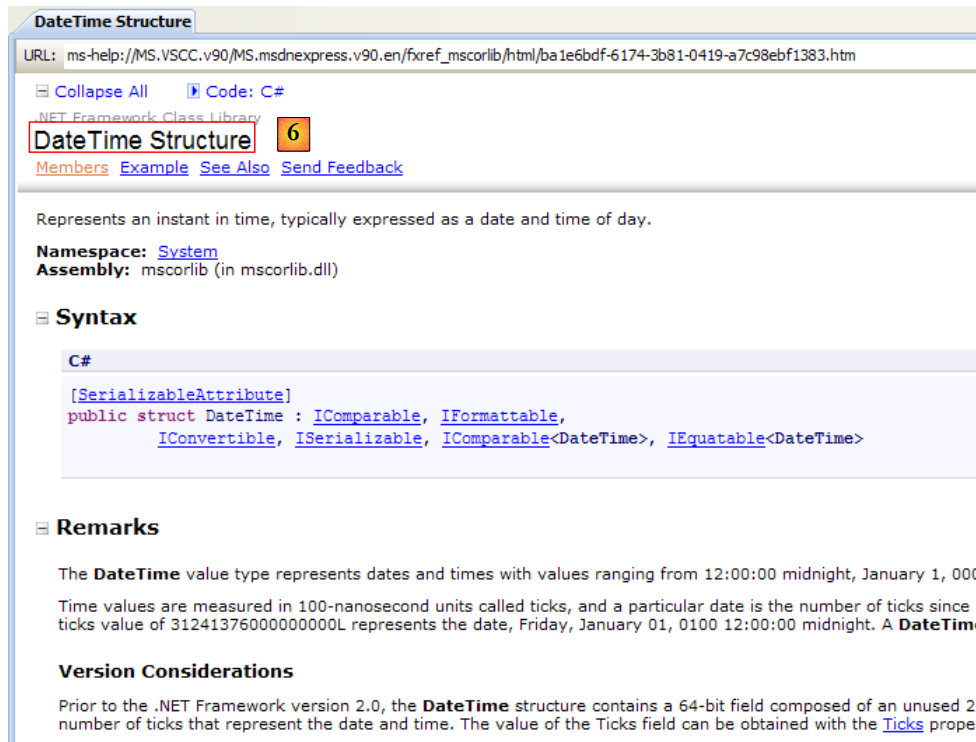 DateTime Structure
URL: ms-help://MS.VSCC.v90/MS.msdnexpress.v90.en/fxref_mscorlib/html/ba1e6bdf-6174-3b81-0419-a7c98ebf1383.htm
Collapse All Code: C#
.NET Framework Class Library
DateTime Structure 6
Members Example See Also Send Feedback
Represents an instant in time, typically expressed as a date and time of day.
Namespace: System
Assembly: mscorlib (in mscorlib.dll)
Syntax
C#
[SerializableAttribute]
public struct DateTime : IComparable, IFormattable,
IConvertible, ISerializable, IComparable<DateTime>, IEquatable<DateTime>
Remarks
The DateTime value type represents dates and times with values ranging from 12:00:00 midnight, January 1, 000
Time values are measured in 100-nanosecond units called ticks, and a particular date is the number of ticks since
ticks value of 31241376000000000L represents the date, Friday, January 01, 0100 12:00:00 midnight. A DateTime
Version Considerations
Prior to the .NET Framework version 2.0, the DateTime structure contains a 64-bit field composed of an unused 2
number of ticks that represent the date and time. The value of the Ticks field can be obtained with the Ticks prope